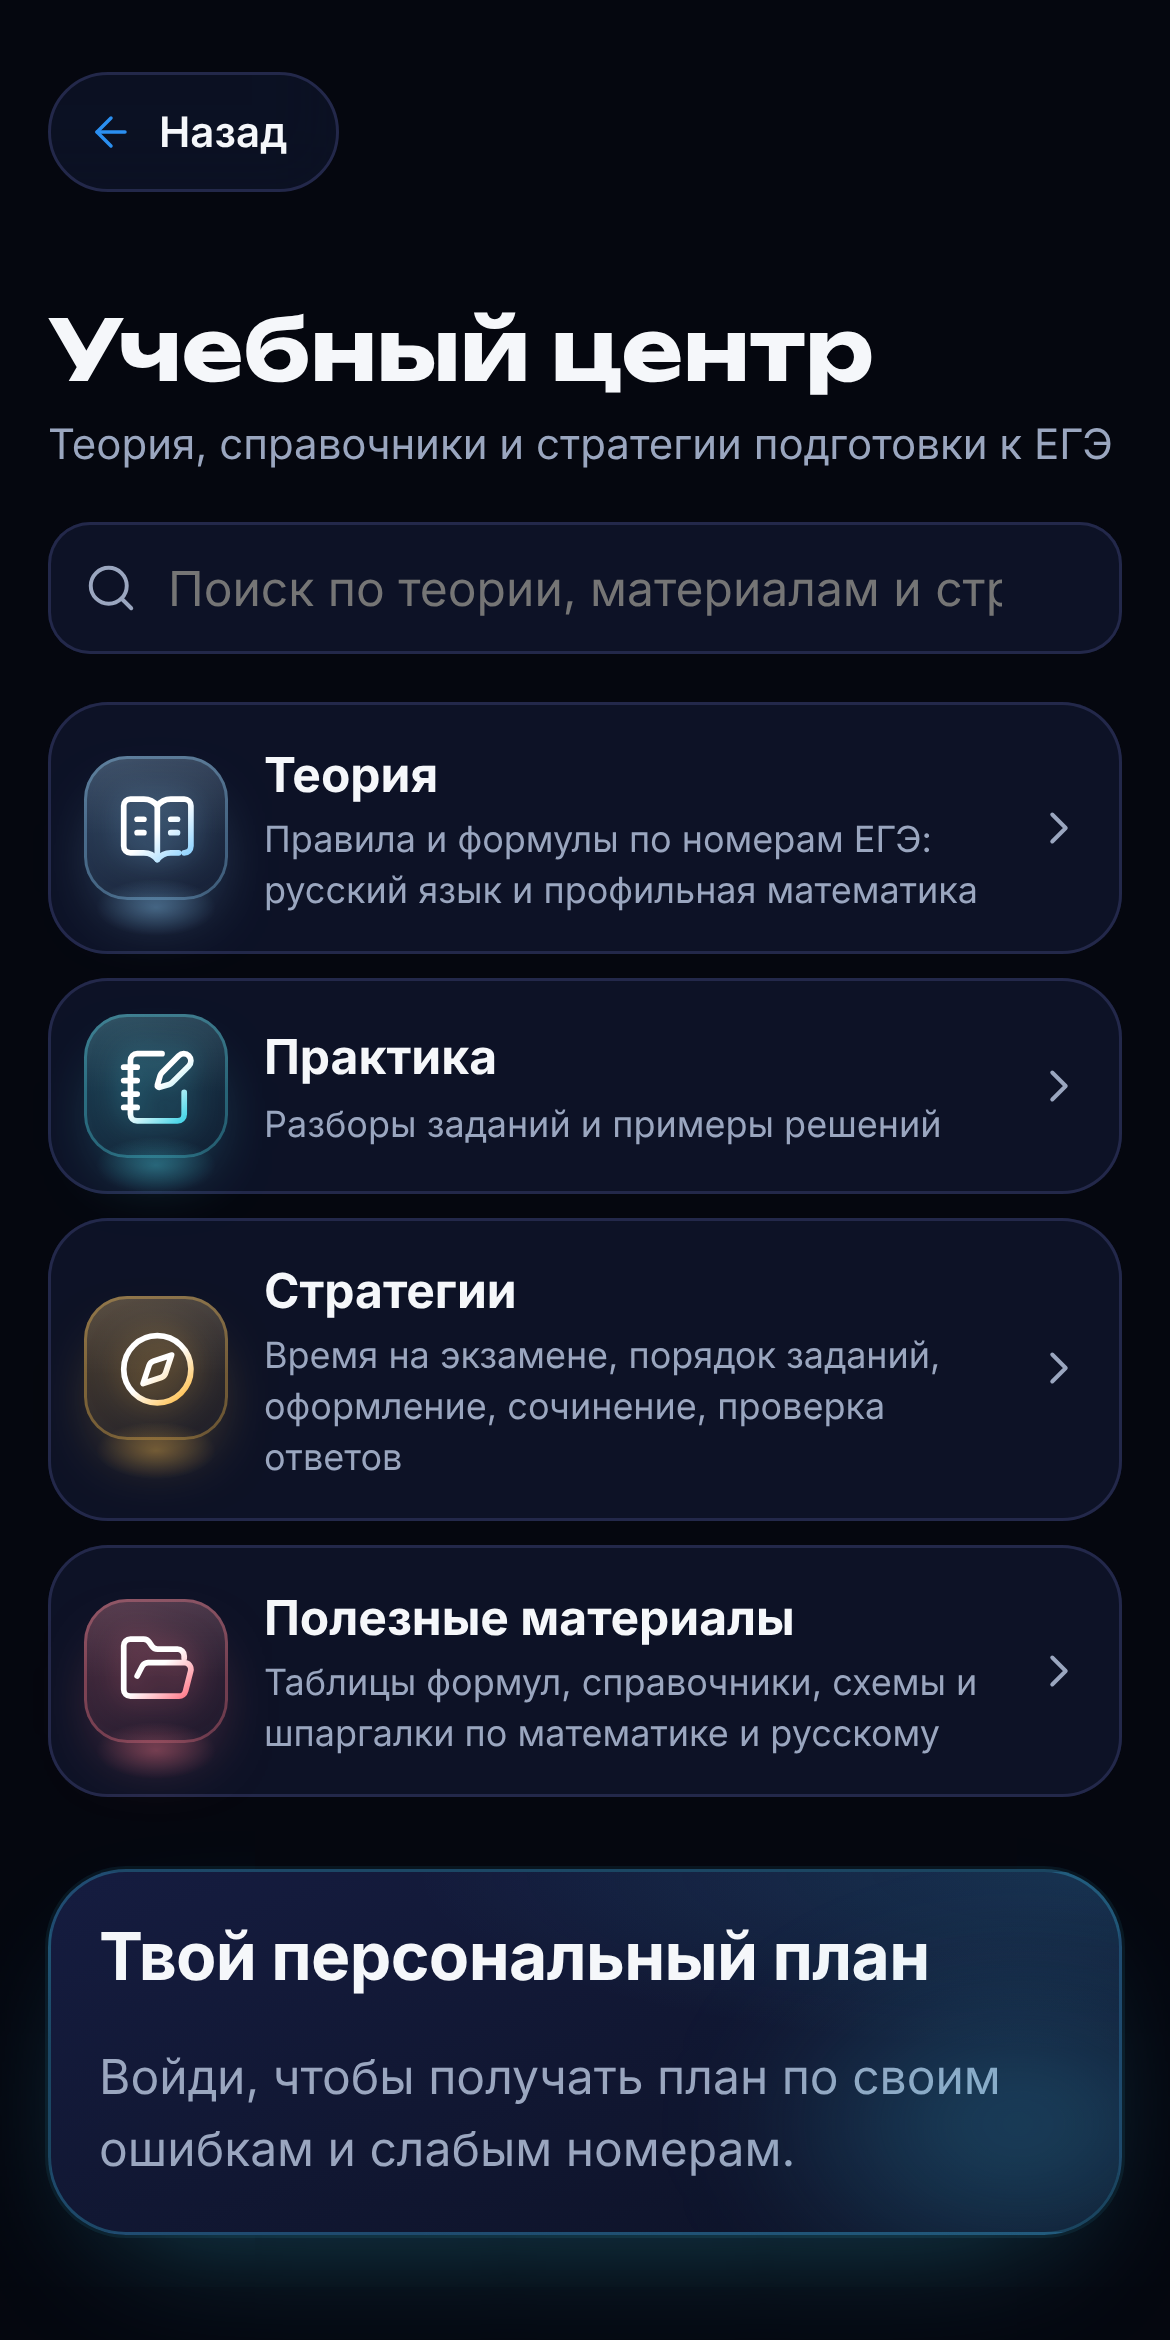 Назад
Учебный центр
Теория, справочники и стратегии подготовки к ЕГЭ
Поиск по теории, материалам и стр
Теория
Правила и формулы по номерам ЕГЭ:
русский язык и профильная математика
Практика
Разборы заданий и примеры решений
Стратегии
Время на экзамене, порядок заданий,
оформление, сочинение, проверка
ответов
Полезные материалы
Таблицы формул, справочники, схемы и
шпаргалки по математике и русскому
Твой персональный план
Войди, чтобы получать план по своим
ошибкам и слабым номерам.